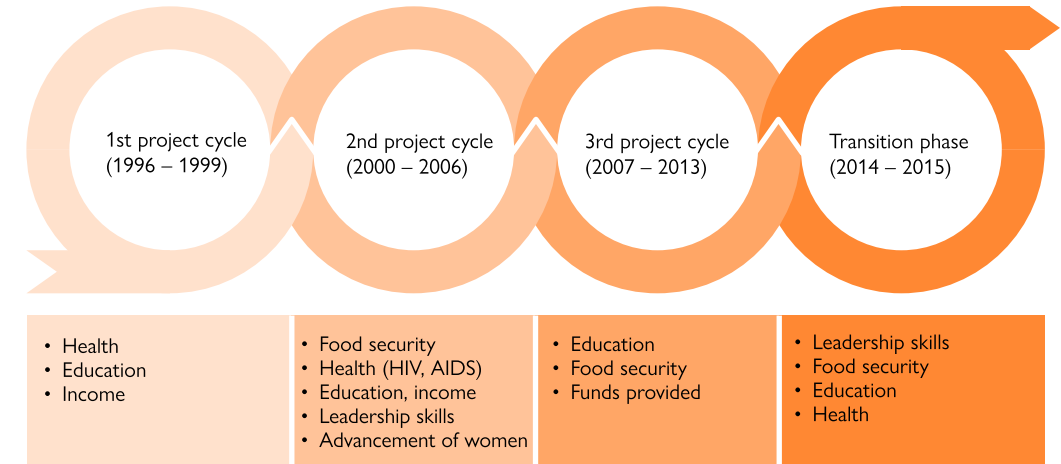 1st project cycle
(1996 – 1999)
2nd project cycle
(2000 – 2006)
3rd project cycle
(2007 – 2013)
Transition phase
(2014 – 2015)
• Health
• Education
• Income
• Food security
• Health (HIV, AIDS)
• Education, income
• Leadership skills
• Advancement of women
• Education
• Food security
• Funds provided
• Leadership skills
• Food security
• Education
• Health